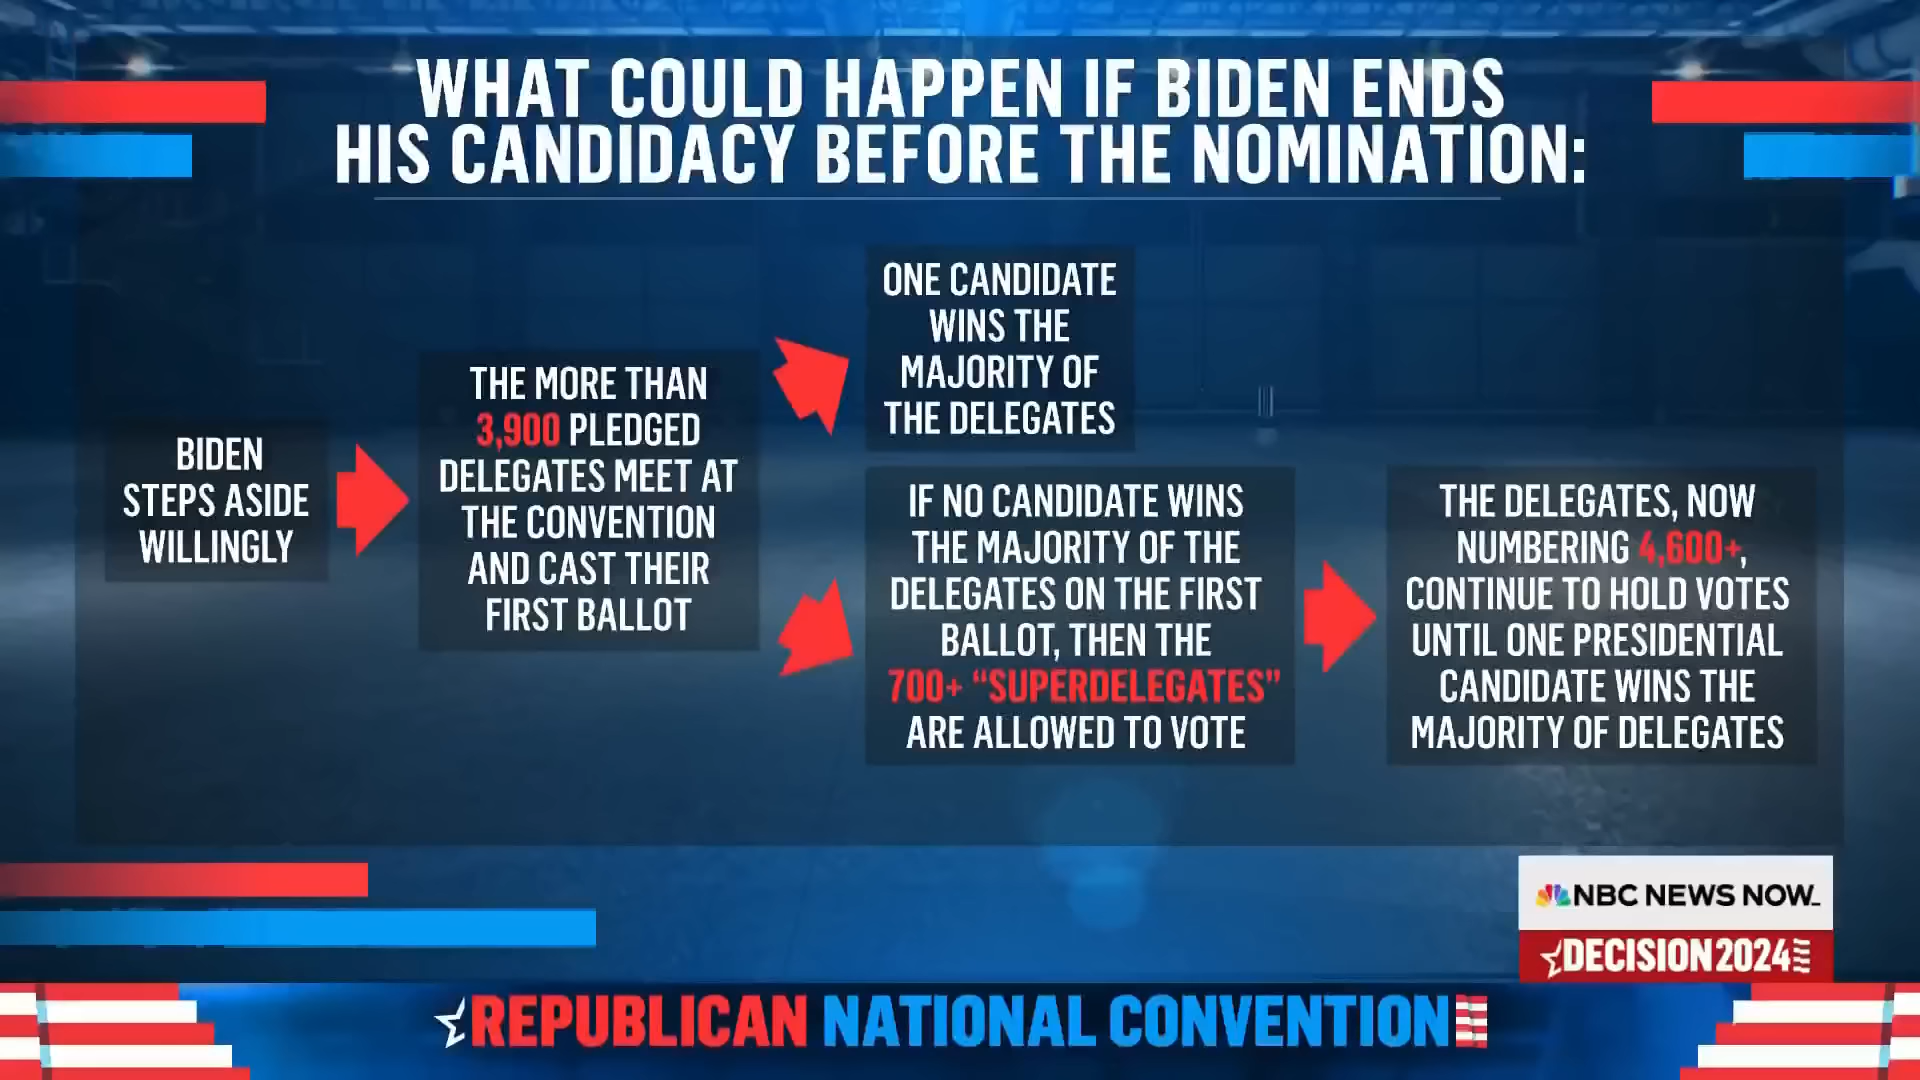 WHAT COULD HAPPEN IF BIDEN ENDS
HIS CANDIDACY BEFORE THE NOMINATION:
BIDEN
STEPS ASIDE
WILLINGLY
THE MORE THAN
3,900 PLEDGED
DELEGATES MEET AT
THE CONVENTION
AND CAST THEIR
FIRST BALLOT
ONE CANDIDATE
WINS THE
MAJORITY OF
THE DELEGATES
IF NO CANDIDATE WINS
THE MAJORITY OF THE
DELEGATES ON THE FIRST
BALLOT, THEN THE
700+ “SUPERDELEGATES”
ARE ALLOWED TO VOTE
THE DELEGATES, NOW
NUMBERING 4,600+,
CONTINUE TO HOLD VOTES
UNTIL ONE PRESIDENTIAL
CANDIDATE WINS THE
MAJORITY OF DELEGATES
NBC NEWS NOW_
DECISION 2024
REPUBLICAN NATIONAL CONVENTION